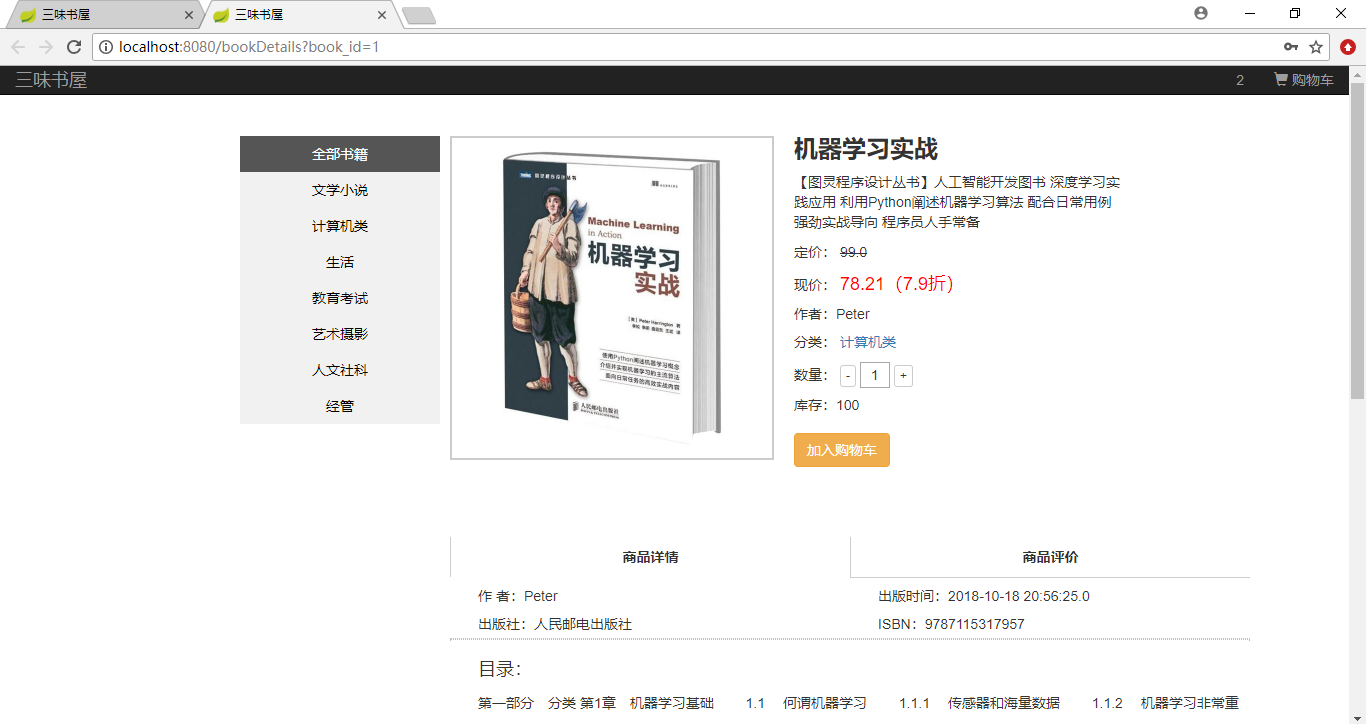 三味书屋
三味书屋
localhost:8080/bookDetails?book_id=1
三味书屋 2 购物车
全部书籍
文学小说
计算机类
生活
教育考试
艺术摄影
人文社科
经管
图灵程序设计丛书
Machine Learning
in Action
机器学习
实战
[美] Peter Harrington 著
使用Python阐述机器学习概念
介绍并实现机器学习的主流算法
面向日常任务的高效实战内容
人民邮电出版社
机器学习实战
【图灵程序设计丛书】人工智能开发图书 深度学习实
践应用 利用Python阐述机器学习算法 配合日常用例
强劲实战导向 程序员人手常备
定价： 99.0
现价： 78.21（7.9折）
作者：Peter
分类： 计算机类
数量： - 1 +
库存：100
加入购物车
商品详情 商品评价
作 者：Peter 出版时间：2018-10-18 20:56:25.0
出版社：人民邮电出版社 ISBN：9787115317957
目录：
第一部分 分类 第1章 机器学习基础 1.1 何谓机器学习 1.1.1 传感器和海量数据 1.1.2 机器学习非常重